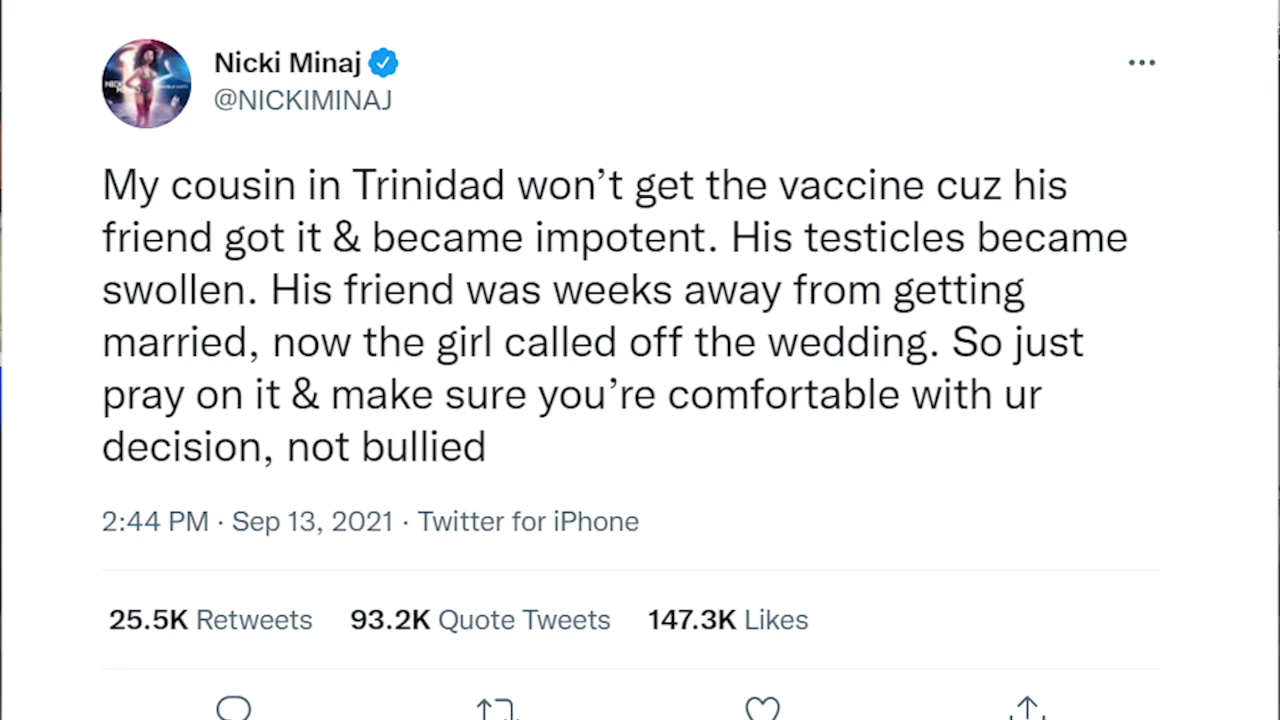 Nicki Minaj
@NICKIMINAJ
My cousin in Trinidad won’t get the vaccine cuz his
friend got it & became impotent. His testicles became
swollen. His friend was weeks away from getting
married, now the girl called off the wedding. So just
pray on it & make sure you’re comfortable with ur
decision, not bullied
2:44 PM · Sep 13, 2021 · Twitter for iPhone
25.5K Retweets 93.2K Quote Tweets 147.3K Likes